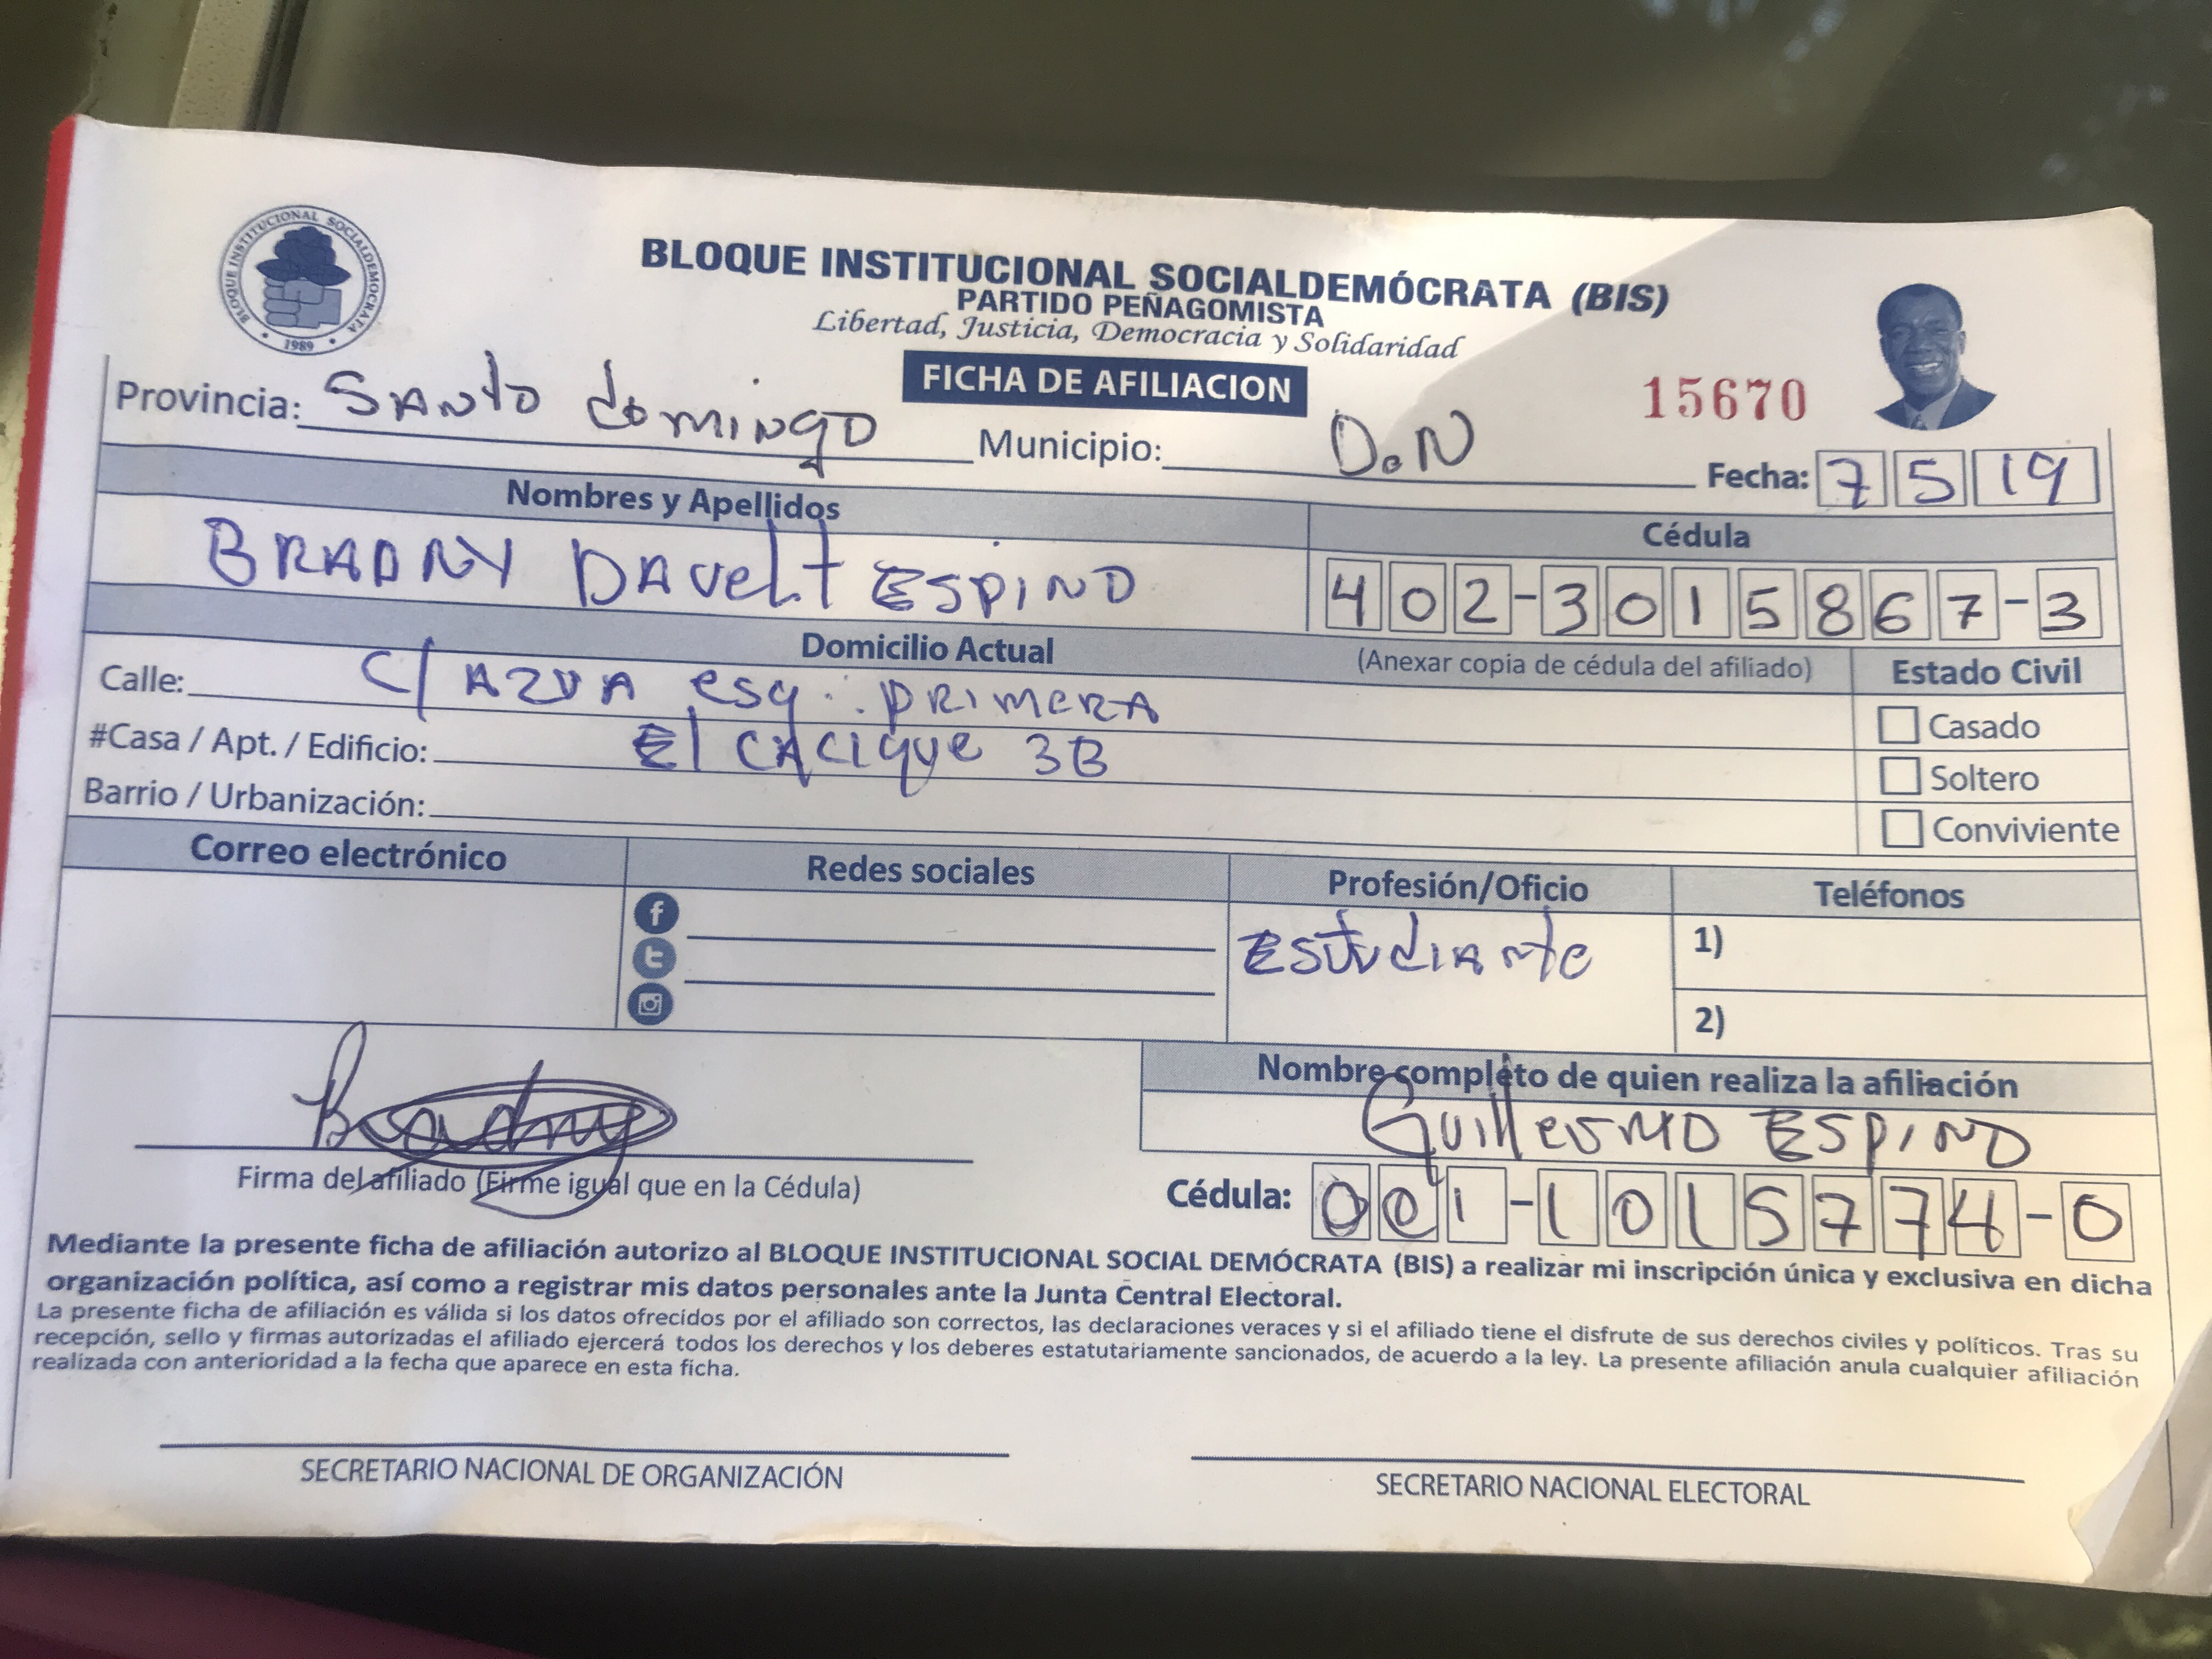 BLOQUE INSTITUCIONAL SOCIALDEMOCRATA
1989
BLOQUE INSTITUCIONAL SOCIALDEMÓCRATA (BIS)
PARTIDO PEÑAGOMISTA
Libertad, Justicia, Democracia y Solidaridad
FICHA DE AFILIACION
15670
Provincia: SANTO domINgO Municipio: D.N Fecha: 7 5 19
Nombres y Apellidos Cédula
BRADNY DAVelt ESPINO 402-3015867-3
Domicilio Actual (Anexar copia de cédula del afiliado) Estado Civil
Calle: C/ AZUA esq. PRIMERA
Casado
#Casa / Apt. / Edificio: El CACique 3B
Soltero
Barrio / Urbanización:
Conviviente
Correo electrónico Redes sociales Profesión/Oficio Teléfonos
Estudiante 1)
2)
Nombre completo de quien realiza la afiliación
Bradny Guillermo ESPINO
Firma del afiliado (Firme igual que en la Cédula) Cédula: 001-1015774-0
Mediante la presente ficha de afiliación autorizo al BLOQUE INSTITUCIONAL SOCIAL DEMÓCRATA (BIS) a realizar mi inscripción única y exclusiva en dicha
organización política, así como a registrar mis datos personales ante la Junta Central Electoral.
La presente ficha de afiliación es válida si los datos ofrecidos por el afiliado son correctos, las declaraciones veraces y si el afiliado tiene el disfrute de sus derechos civiles y políticos. Tras su
recepción, sello y firmas autorizadas el afiliado ejercerá todos los derechos y los deberes estatutariamente sancionados, de acuerdo a la ley. La presente afiliación anula cualquier afiliación
realizada con anterioridad a la fecha que aparece en esta ficha.
SECRETARIO NACIONAL DE ORGANIZACIÓN SECRETARIO NACIONAL ELECTORAL